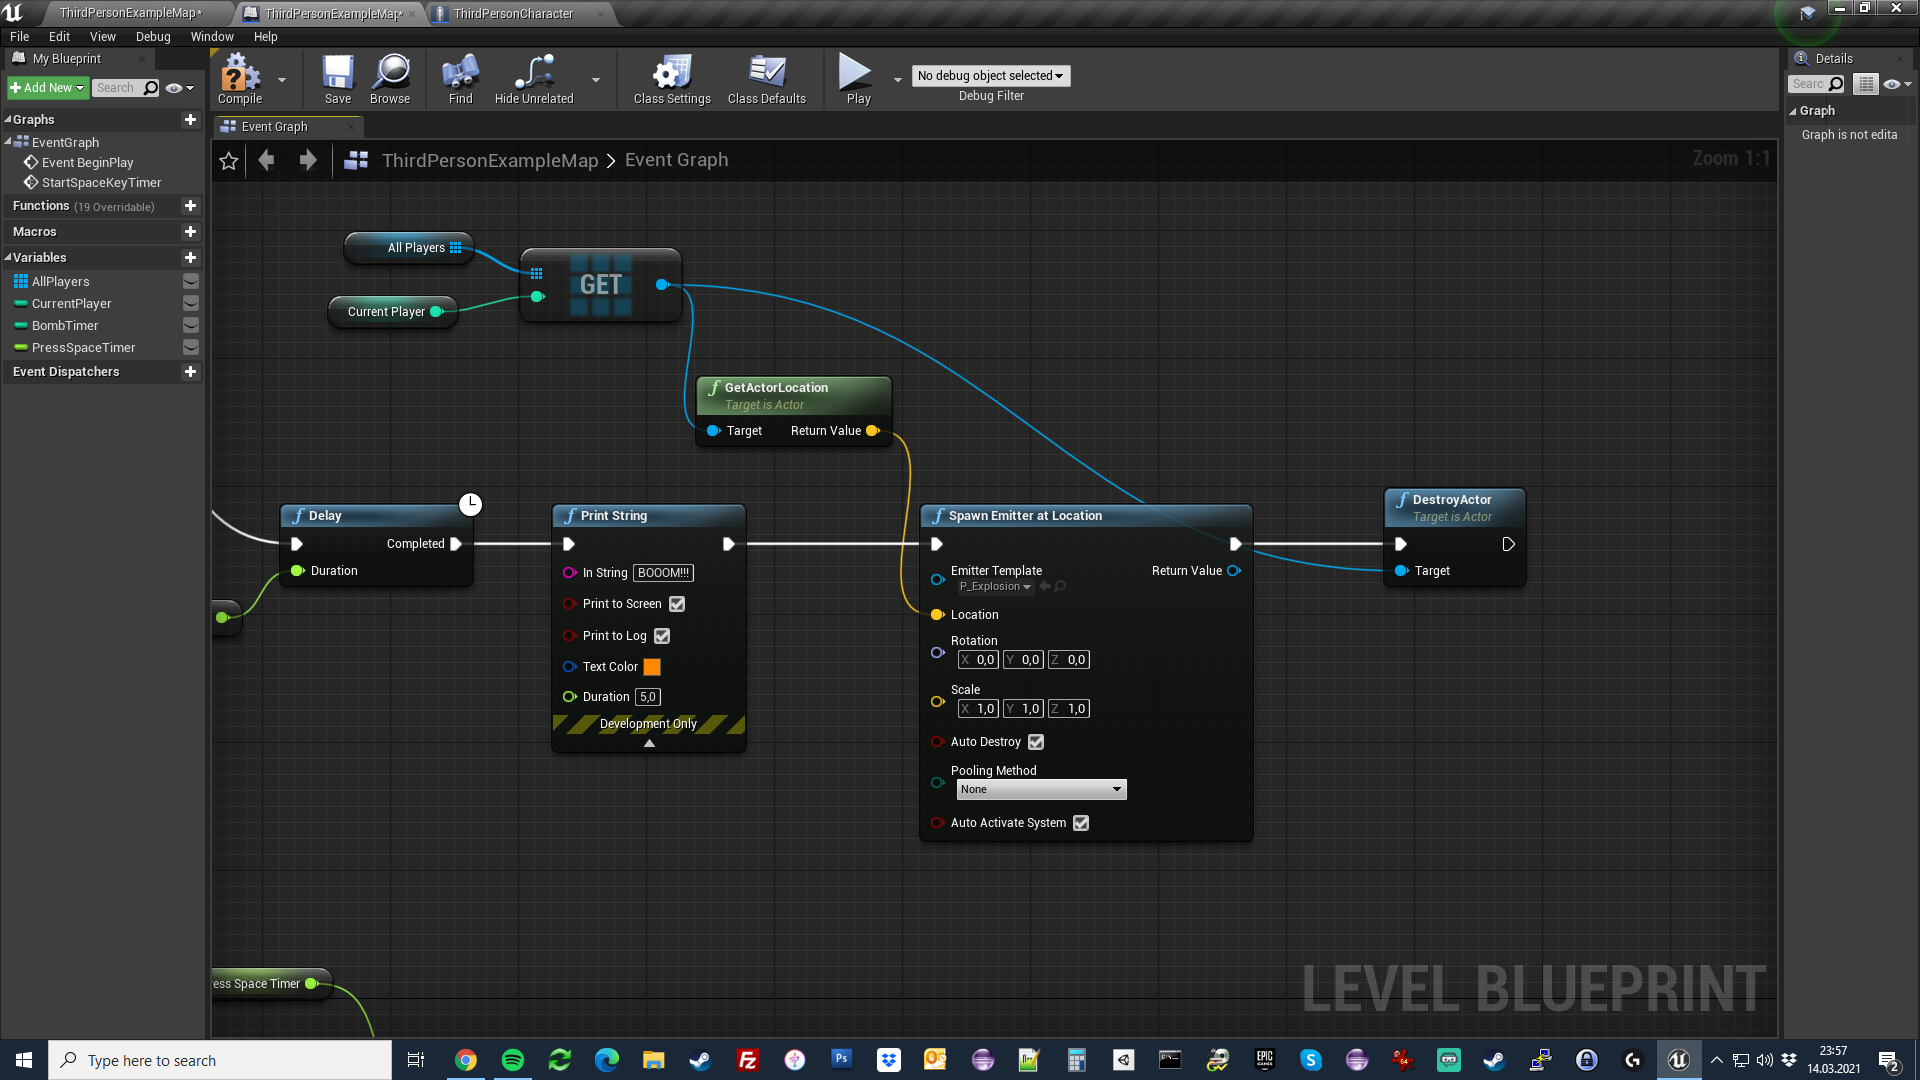 ThirdPersonExampleMap*
ThirdPersonExampleMap*
ThirdPersonCharacter
File Edit View Debug Window Help
My Blueprint
Add New
Search
Compile
Save
Browse
Find
Hide Unrelated
Class Settings
Class Defaults
Play
No debug object selected
Debug Filter
Details
Searc
Graph
Graph is not edita
Event Graph
ThirdPersonExampleMap > Event Graph
Zoom 1:1
Graphs
EventGraph
Event BeginPlay
StartSpaceKeyTimer
Functions (19 Overridable)
Macros
Variables
AllPlayers
CurrentPlayer
BombTimer
PressSpaceTimer
Event Dispatchers
All Players
Current Player
GET
f GetActorLocation
Target is Actor
Target Return Value
f Delay
Completed
Duration
f Print String
In String BOOOM!!!
Print to Screen
Print to Log
Text Color
Duration 5,0
Development Only
f Spawn Emitter at Location
Emitter Template
P_Explosion
Return Value
Location
Rotation
X 0,0 Y 0,0 Z 0,0
Scale
X 1,0 Y 1,0 Z 1,0
Auto Destroy
Pooling Method
None
Auto Activate System
f DestroyActor
Target is Actor
Target
ress Space Timer
LEVEL BLUEPRINT
Type here to search
Ps
EPIC
GAMES
64
23:57
14.03.2021
2